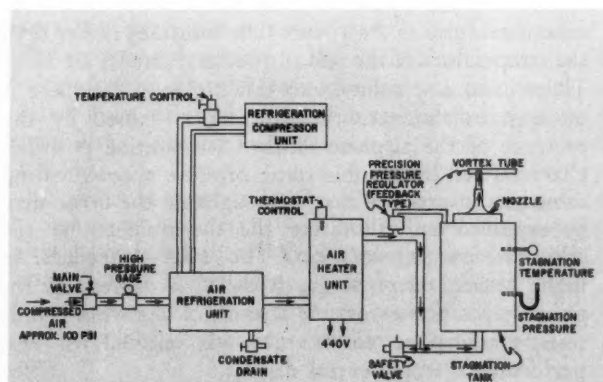 TEMPERATURE CONTROL
REFRIGERATION
COMPRESSOR
UNIT
PRECISION
PRESSURE
REGULATOR
(FEEDBACK
TYPE)
VORTEX TUBE
NOZZLE
THERMOSTAT
CONTROL
HIGH
PRESSURE
GAGE
MAIN
VALVE
COMPRESSED
AIR
APPROX. 100 PSI
AIR
REFRIGERATION
UNIT
AIR
HEATER
UNIT
STAGNATION
TEMPERATURE
STAGNATION
PRESSURE
440V
CONDENSATE
DRAIN
SAFETY
VALVE
STAGNATION
TANK